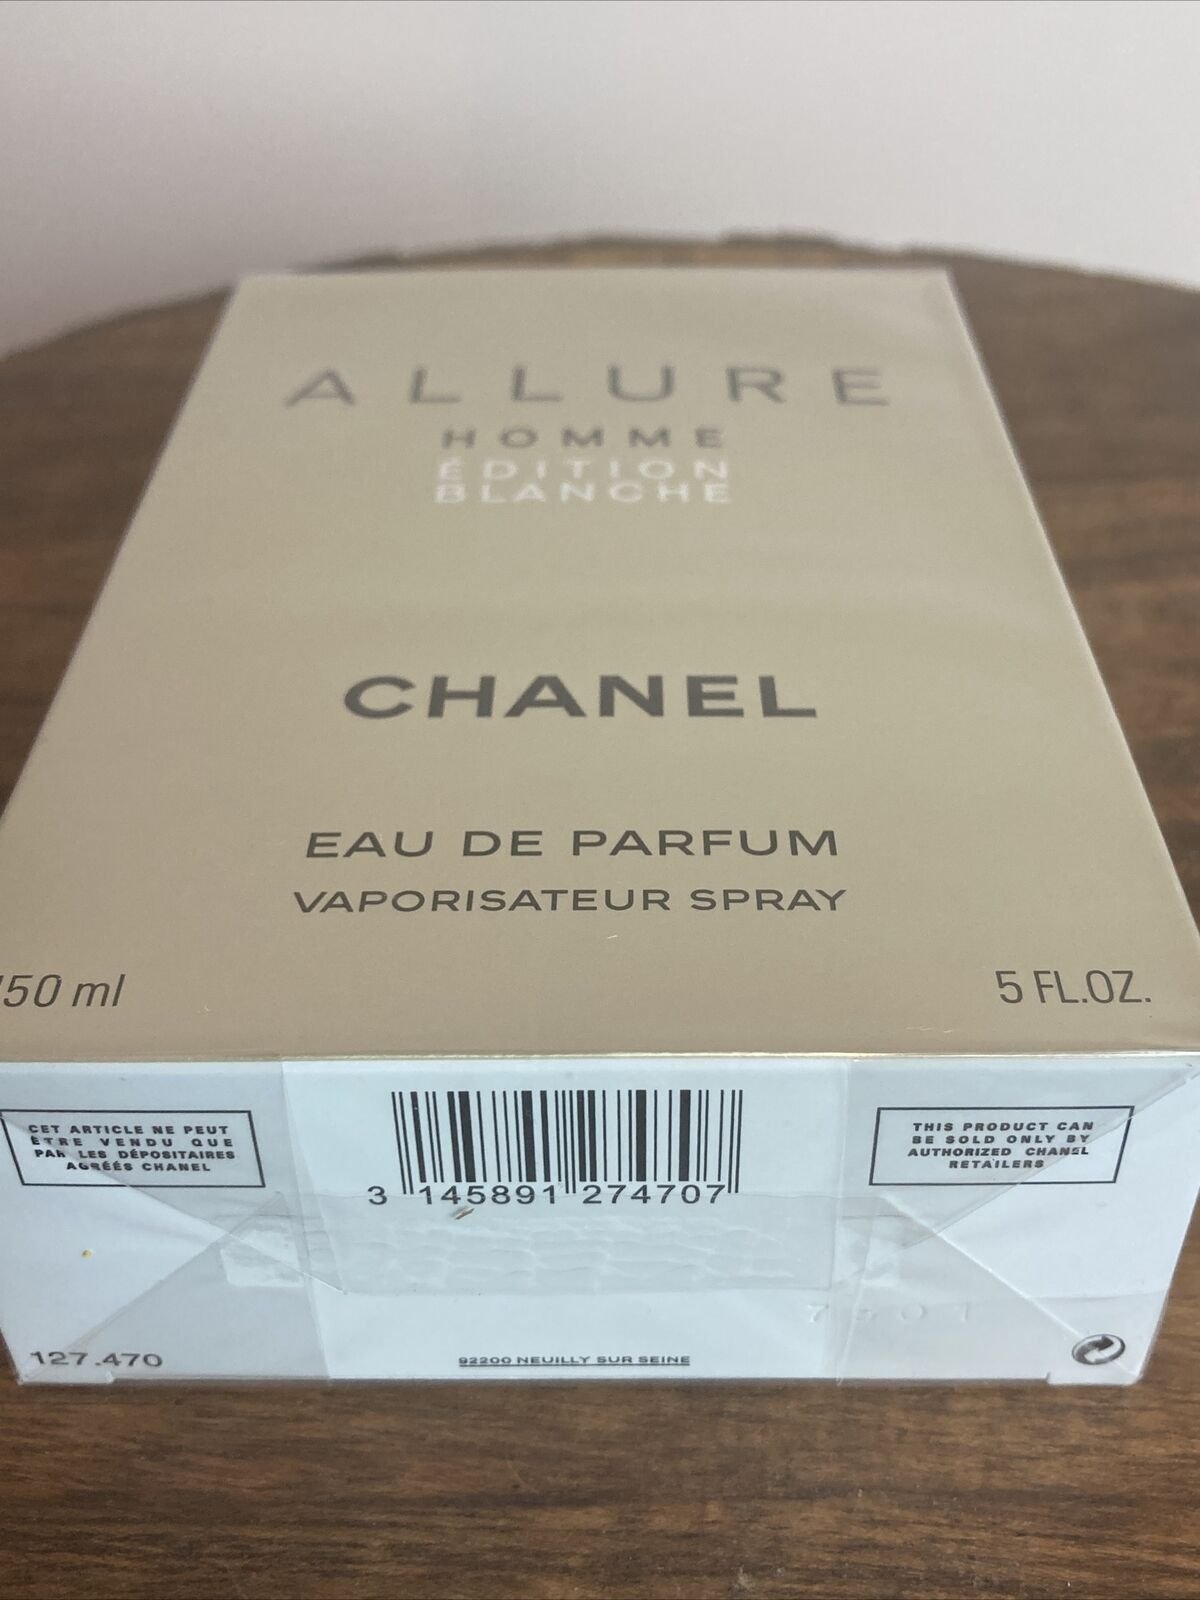 ALLURE
HOMME
ÉDITION
BLANCHE
CHANEL
EAU DE PARFUM
VAPORISATEUR SPRAY
150 ml
5 FL.OZ.
CET ARTICLE NE PEUT
ÊTRE VENDU QUE
PAR LES DÉPOSITAIRES
AGRÉÉS CHANEL
3 145891 274707
THIS PRODUCT CAN
BE SOLD ONLY BY
AUTHORIZED CHANEL
RETAILERS
127.470
92200 NEUILLY SUR SEINE